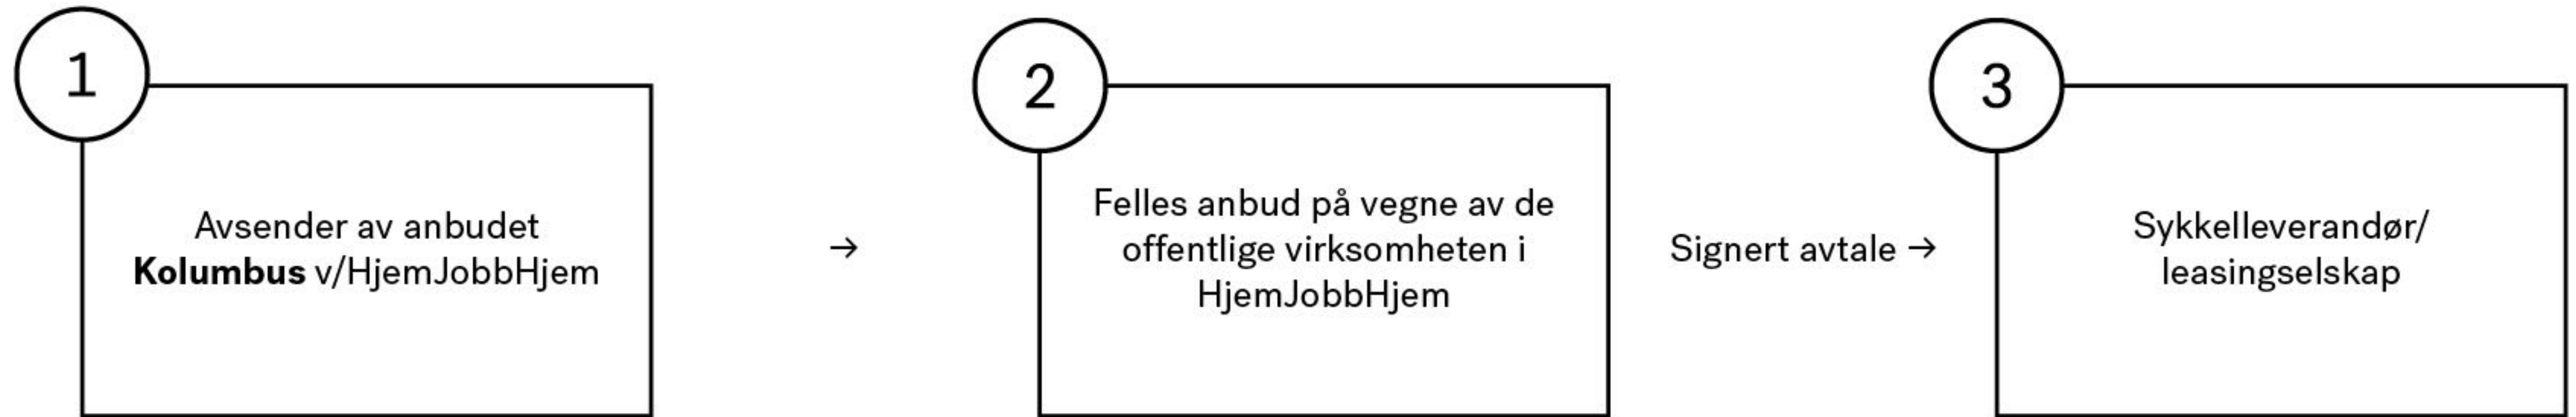 1
Avsender av anbudet
Kolumbus v/HjemJobbHjem
→
2
Felles anbud på vegne av de
offentlige virksomheten i
HjemJobbHjem
Signert avtale →
3
Sykkelleverandør/
leasingselskap